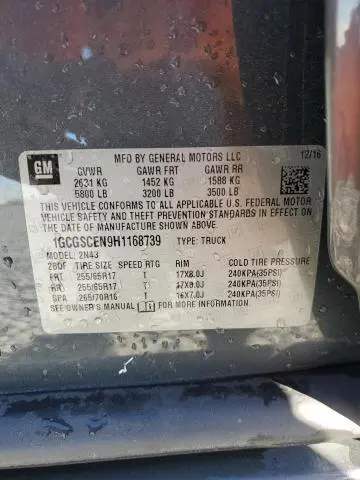 GM
MFD BY GENERAL MOTORS LLC 12/16
GVWR GAWR FRT GAWR RR
2631 KG 1452 KG 1588 KG
5800 LB 3200 LB 3500 LB
THIS VEHICLE CONFORMS TO ALL APPLICABLE U.S. FEDERAL MOTOR
VEHICLE SAFETY AND THEFT PREVENTION STANDARDS IN EFFECT ON
THE DATE OF MANUFACTURE SHOWN ABOVE.
1GCGSCEN9H1168739 TYPE: TRUCK
MODEL: 2N43
TIRE SIZE SPEED RTG RIM COLD TIRE PRESSURE
FRT 255/65R17 T 17X8.0J 240KPA(35PSI)
RR 255/65R17 T 17X8.0J 240KPA(35PSI)
SPA 265/70R16 T 16X7.0J 240KPA(35PSI)
SEE OWNER'S MANUAL FOR MORE INFORMATION